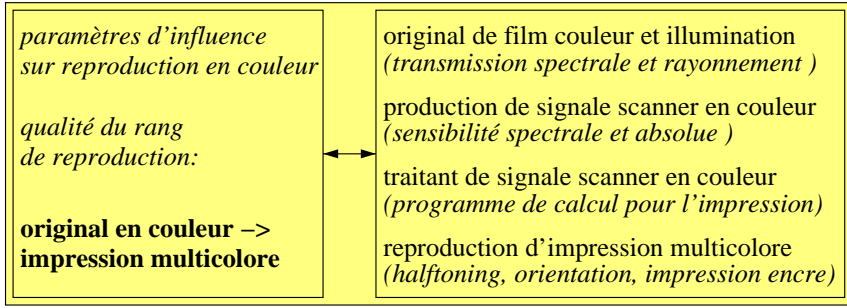 paramètres d'influence
sur reproduction en couleur
qualité du rang
de reproduction:
original en couleur −>
impression multicolore
original de film couleur et illumination
(transmission spectrale et rayonnement )
production de signale scanner en couleur
(sensibilité spectrale et absolue )
traitant de signale scanner en couleur
(programme de calcul pour l'impression)
reproduction d'impression multicolore
(halftoning, orientation, impression encre)